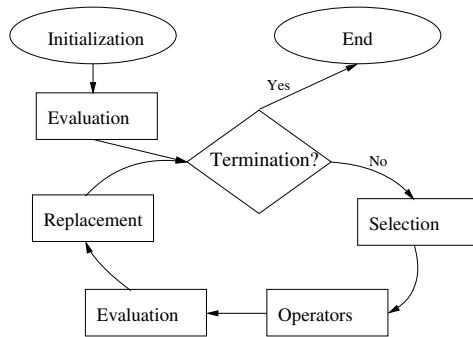 Initialization
End
Yes
Evaluation
Termination?
No
Replacement
Selection
Evaluation
Operators